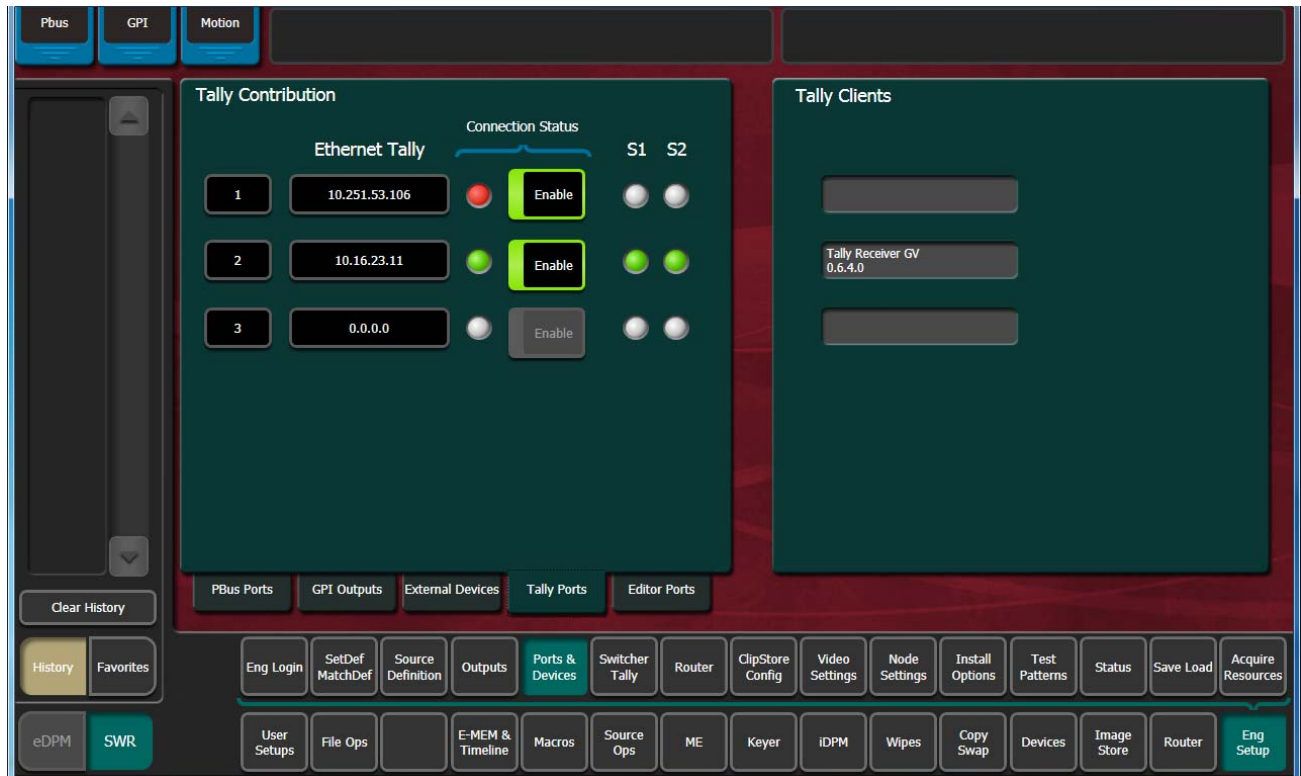 Pbus GPI Motion
Tally Contribution
Connection Status
Ethernet Tally S1 S2
1 10.251.53.106 Enable
2 10.16.23.11 Enable
3 0.0.0.0 Enable
Tally Clients
Tally Receiver GV
0.6.4.0
PBus Ports GPI Outputs External Devices Tally Ports Editor Ports
Clear History
History Favorites
Eng Login
SetDef
MatchDef
Source
Definition
Outputs
Ports &
Devices
Switcher
Tally
Router
ClipStore
Config
Video
Settings
Node
Settings
Install
Options
Test
Patterns
Status
Save Load
Acquire
Resources
eDPM SWR
User
Setups
File Ops
E-MEM &
Timeline
Macros
Source
Ops
ME
Keyer
iDPM
Wipes
Copy
Swap
Devices
Image
Store
Router
Eng
Setup